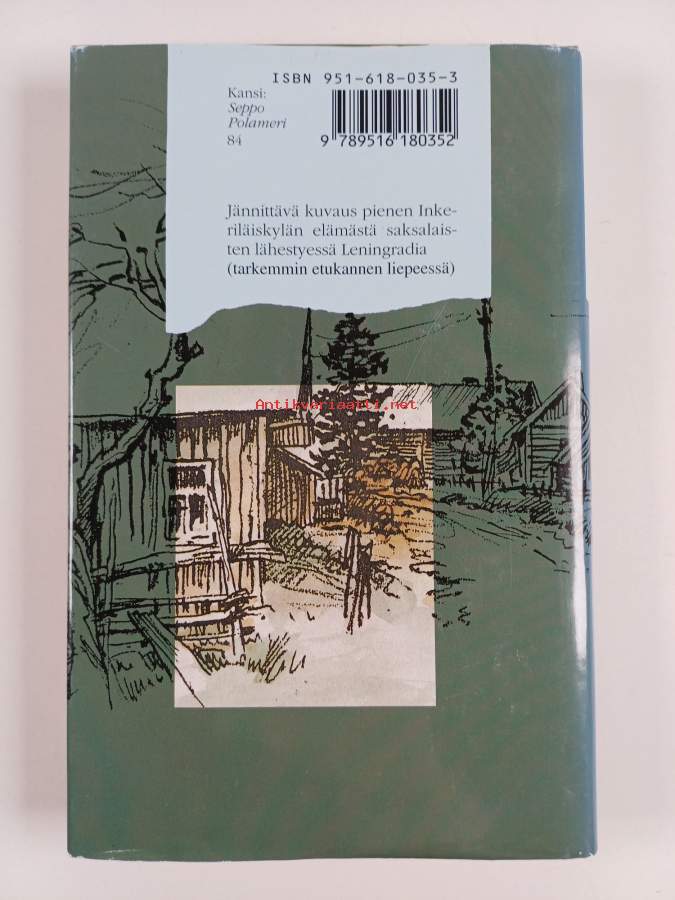 ISBN 951-618-035-3
Kansi:
Seppo
Polameri
84
9 789516 180352
Jännittävä kuvaus pienen Inke-
riläiskylän elämästä saksalais-
ten lähestyessä Leningradia
(tarkemmin etukannen liepeessä)
Antikvariaatti.net